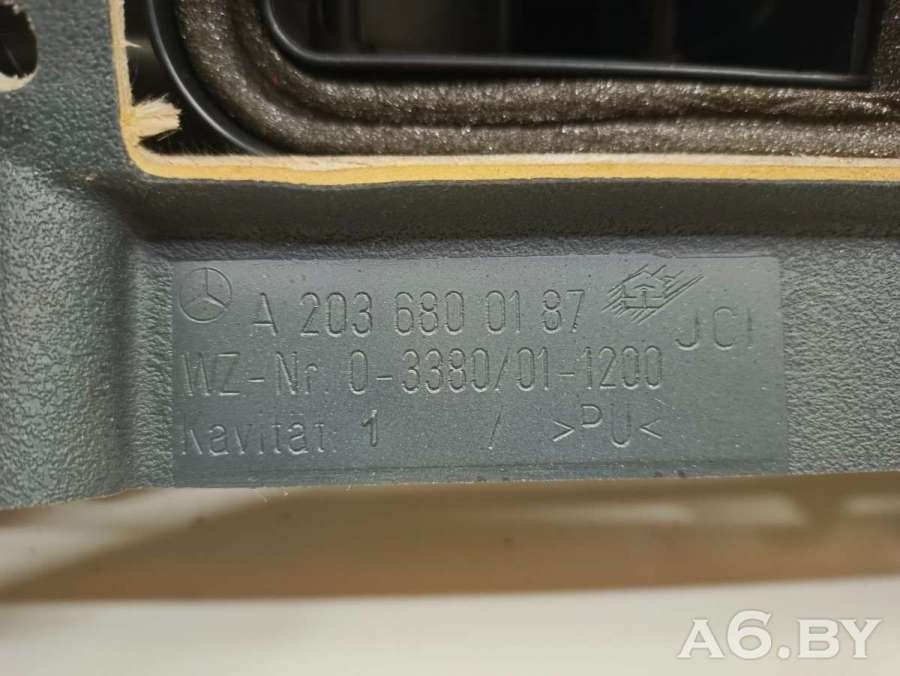 A 203 680 01 87
JCI
WZ-Nr. 0-3380/01-1200
Kavität: 1 / >PU<
A6.BY